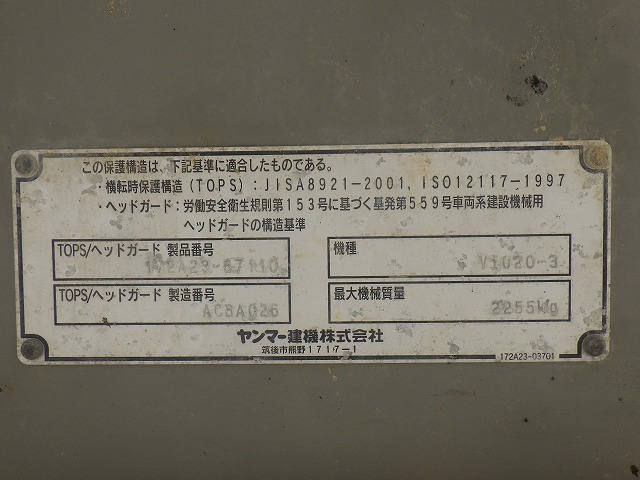 この保護構造は、下記基準に適合したものである。
・横転時保護構造(TOPS):JISA8921-2001, ISO12117-1997
・ヘッドガード:労働安全衛生規則第153号に基づく基発第559号車両系建設機械用
ヘッドガードの構造基準
TOPS/ヘッドガード 製品番号
機種 ViO20-3
TOPS/ヘッドガード 製造番号 AC8A026
最大機械質量 2255Kg
ヤンマー建機株式会社
筑後市熊野1717-1
172A23-03701